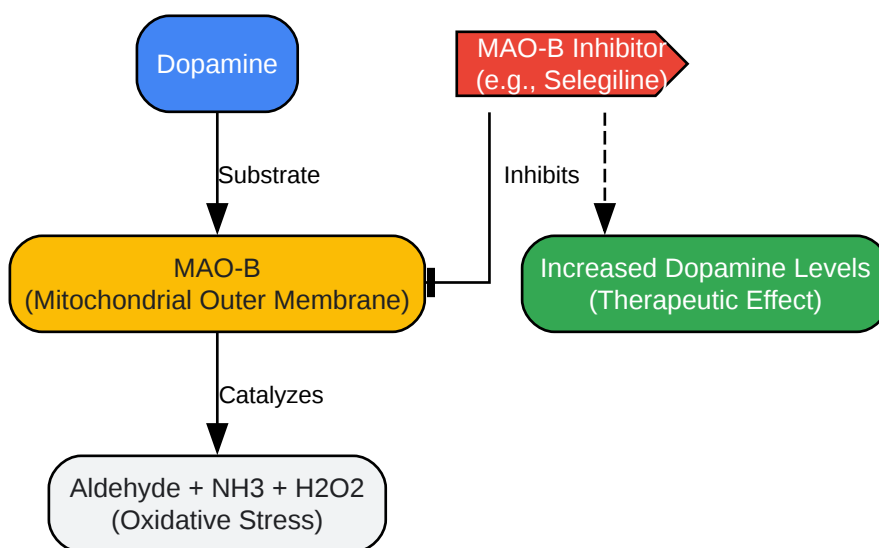 Dopamine
MAO-B Inhibitor
(e.g., Selegiline)
Substrate
Inhibits
MAO-B
(Mitochondrial Outer Membrane)
Increased Dopamine Levels
(Therapeutic Effect)
Catalyzes
Aldehyde + NH3 + H2O2
(Oxidative Stress)